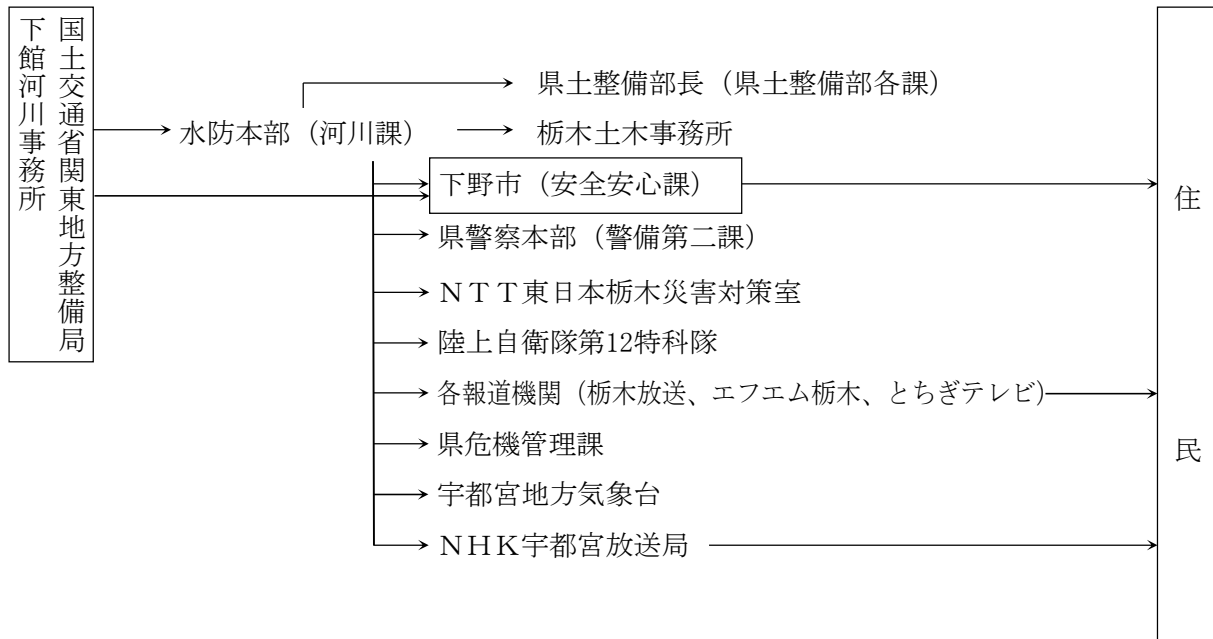 国土交通省関東地方整備局
下館河川事務所
県土整備部長（県土整備部各課）
水防本部（河川課）
栃木土木事務所
下野市（安全安心課）
県警察本部（警備第二課）
ＮＴＴ東日本栃木災害対策室
陸上自衛隊第12特科隊
各報道機関（栃木放送、エフエム栃木、とちぎテレビ）
県危機管理課
宇都宮地方気象台
ＮＨＫ宇都宮放送局
住民